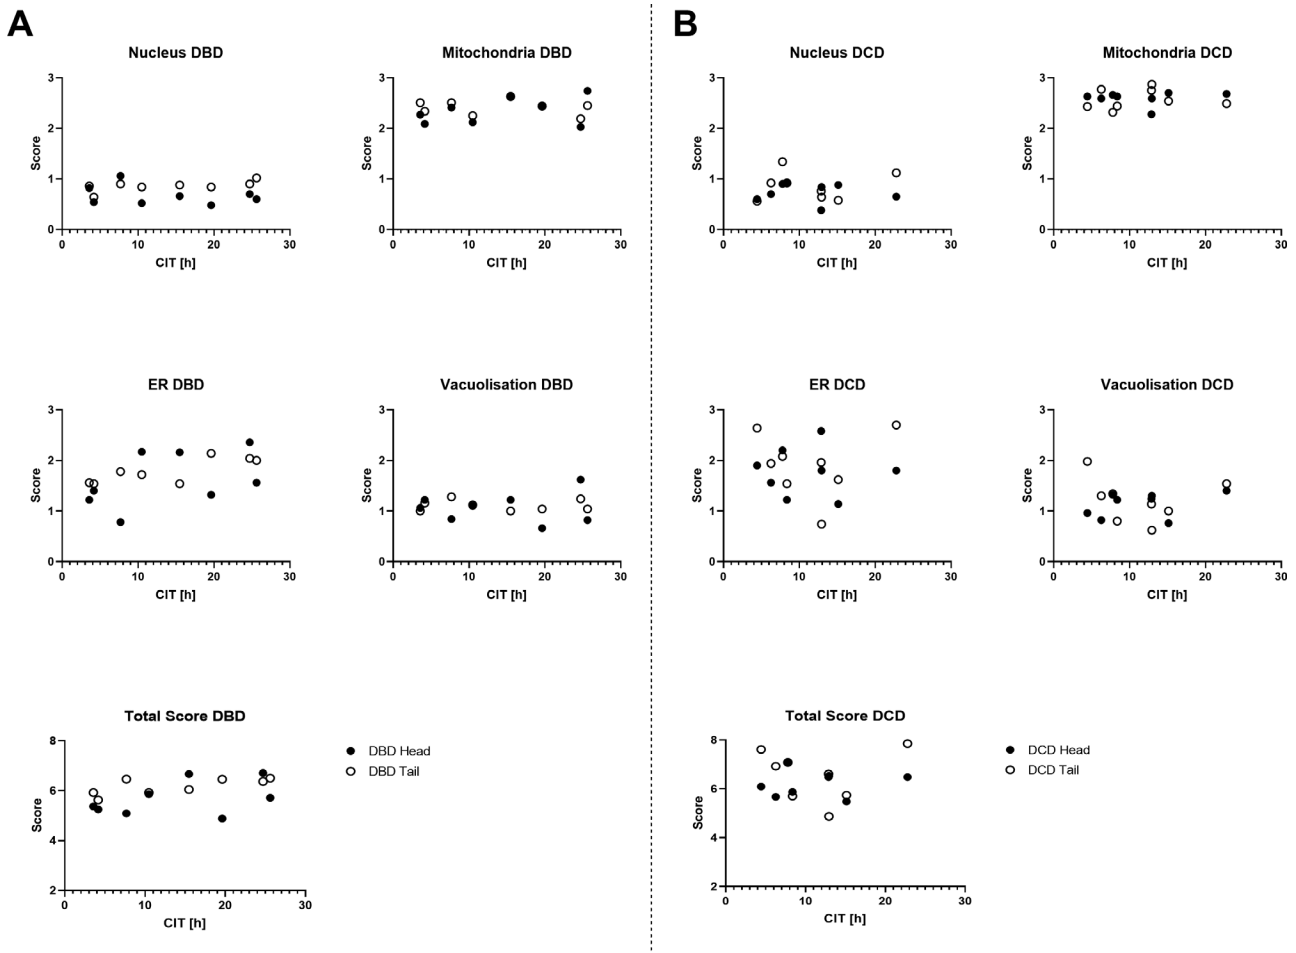 A
B
Nucleus DBD
3
2
1
0
Score
0 10 20 30
CIT [h]
Mitochondria DBD
3
2
1
0
Score
0 10 20 30
CIT [h]
Nucleus DCD
3
2
1
0
Score
0 10 20 30
CIT [h]
Mitochondria DCD
3
2
1
0
Score
0 10 20 30
CIT [h]
ER DBD
3
2
1
0
Score
0 10 20 30
CIT [h]
Vacuolisation DBD
3
2
1
0
Score
0 10 20 30
CIT [h]
ER DCD
3
2
1
0
Score
0 10 20 30
CIT [h]
Vacuolisation DCD
3
2
1
0
Score
0 10 20 30
CIT [h]
Total Score DBD
8
6
4
2
Score
0 10 20 30
CIT [h]
DBD Head
DBD Tail
Total Score DCD
8
6
4
2
Score
0 10 20 30
CIT [h]
DCD Head
DCD Tail